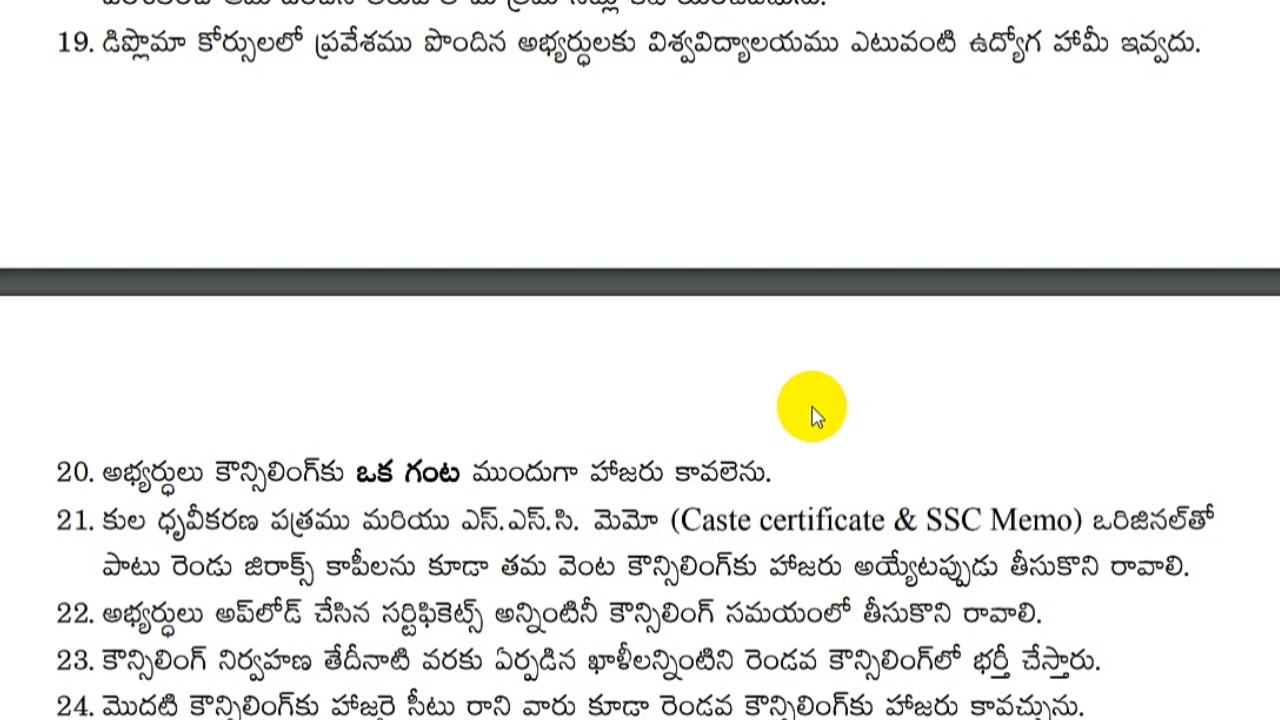 19. డిప్లొమా కోర్సులలో ప్రవేశము పొందిన అభ్యర్థులకు విశ్వవిద్యాలయము ఎటువంటి ఉద్యోగ హామీ ఇవ్వదు.
20. అభ్యర్థులు కౌన్సిలింగ్‌కు ఒక గంట ముందుగా హాజరు కావలెను.
21. కుల ధృవీకరణ పత్రము మరియు ఎస్.ఎస్.సి. మెమో (Caste certificate & SSC Memo) ఒరిజినల్‌తో
పాటు రెండు జిరాక్స్ కాపీలను కూడా తమ వెంట కౌన్సిలింగ్‌కు హాజరు అయ్యేటప్పుడు తీసుకొని రావాలి.
22. అభ్యర్థులు అప్‌లోడ్ చేసిన సర్టిఫికెట్స్ అన్నింటినీ కౌన్సిలింగ్ సమయంలో తీసుకొని రావాలి.
23. కౌన్సిలింగ్ నిర్వహణ తేదీనాటి వరకు ఏర్పడిన ఖాళీలన్నింటిని రెండవ కౌన్సిలింగ్‌లో భర్తీ చేస్తారు.
24. మొదటి కౌన్సిలింగ్‌కు హాజరై సీటు రాని వారు కూడా రెండవ కౌన్సిలింగ్‌కు హాజరు కావచ్చును.